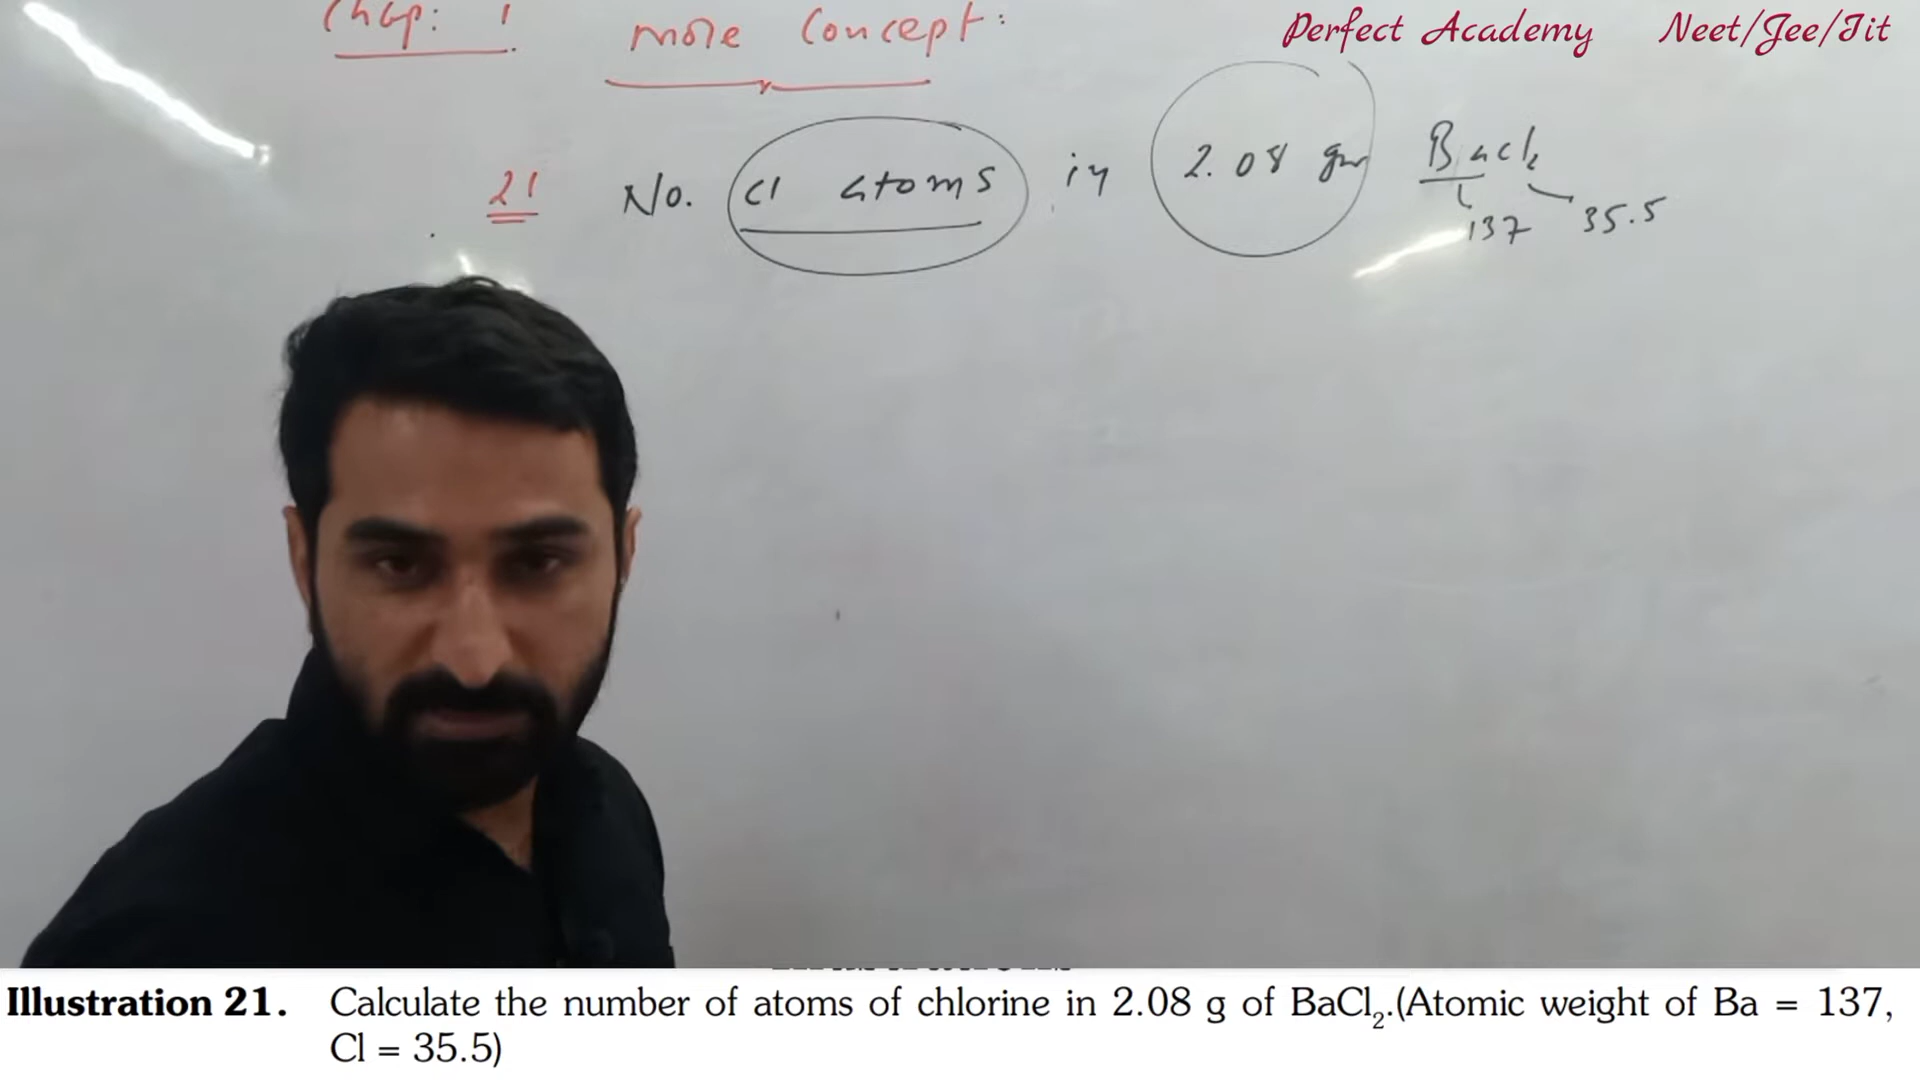 Chap: 1 mole Concept:
Perfect Academy Neet/Jee/Iit
21 No. Cl atoms in 2.08 gm BaCl2
137 35.5
Illustration 21. Calculate the number of atoms of chlorine in 2.08 g of BaCl₂.(Atomic weight of Ba = 137,
Cl = 35.5)